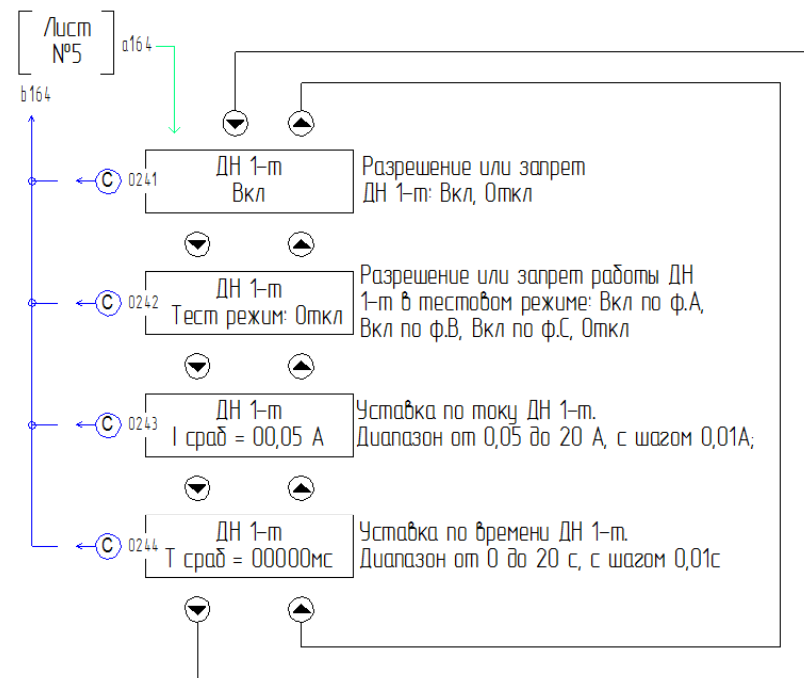 Лист
№5
a164
b164
С 0241
ДН 1-т
Вкл
Разрешение или запрет
ДН 1-т: Вкл, Откл
С 0242
ДН 1-т
Тест режим: Откл
Разрешение или запрет работы ДН
1-т в тестовом режиме: Вкл по ф.А,
Вкл по ф.В, Вкл по ф.С, Откл
С 0243
ДН 1-т
I сраб = 00,05 А
Уставка по току ДН 1-т.
Диапазон от 0,05 до 20 А, с шагом 0,01А;
С 0244
ДН 1-т
Т сраб = 00000мс
Уставка по времени ДН 1-т.
Диапазон от 0 до 20 с, с шагом 0,01с